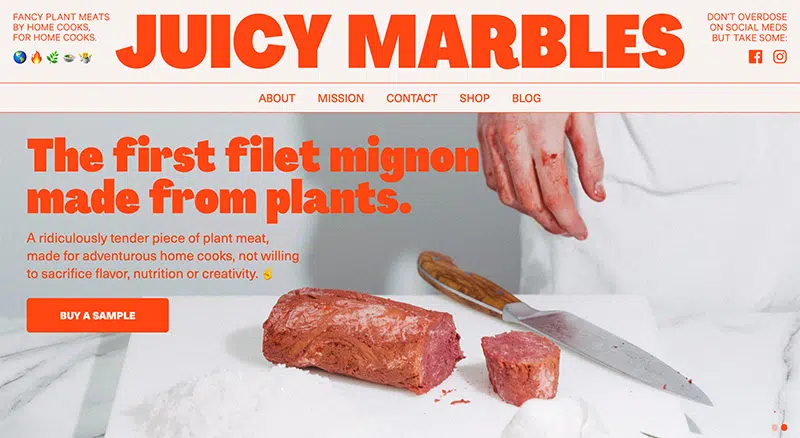 FANCY PLANT MEATS
BY HOME COOKS,
FOR HOME COOKS.
JUICY MARBLES
DON'T OVERDOSE
ON SOCIAL MEDS
BUT TAKE SOME:
ABOUT MISSION CONTACT SHOP BLOG
The first filet mignon
made from plants.
A ridiculously tender piece of plant meat,
made for adventurous home cooks, not willing
to sacrifice flavor, nutrition or creativity.
BUY A SAMPLE